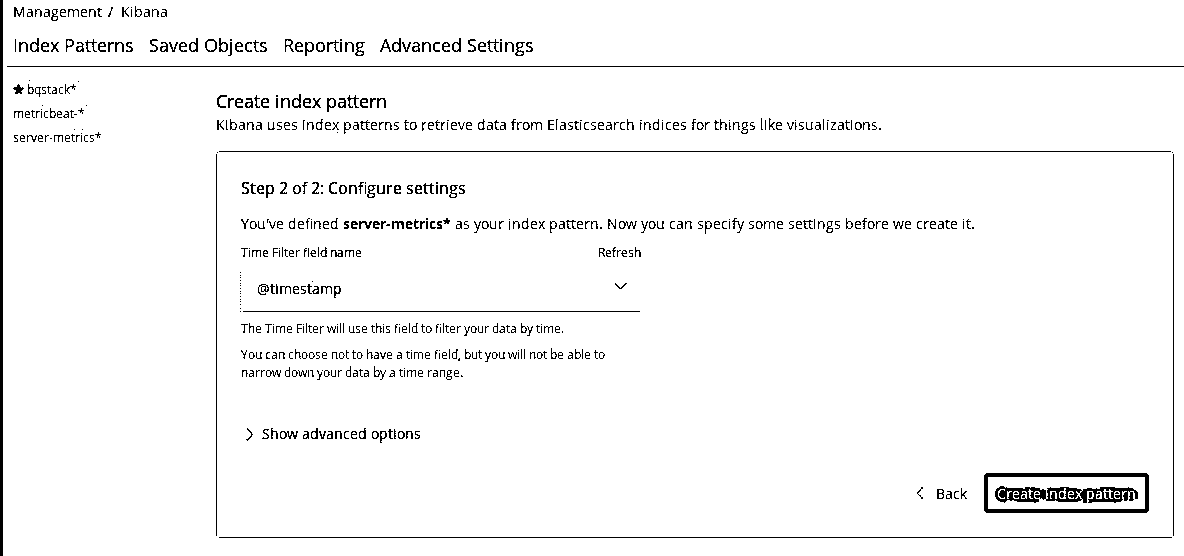 Management / Kibana
Index Patterns Saved Objects Reporting Advanced Settings
★ bqstack*
metricbeat-*
server-metrics*
Create index pattern
Kibana uses index patterns to retrieve data from Elasticsearch indices for things like visualizations.
Step 2 of 2: Configure settings
You've defined server-metrics* as your index pattern. Now you can specify some settings before we create it.
Time Filter field name Refresh
@timestamp
The Time Filter will use this field to filter your data by time.
You can choose not to have a time field, but you will not be able to
narrow down your data by a time range.
Show advanced options
Back Create index pattern